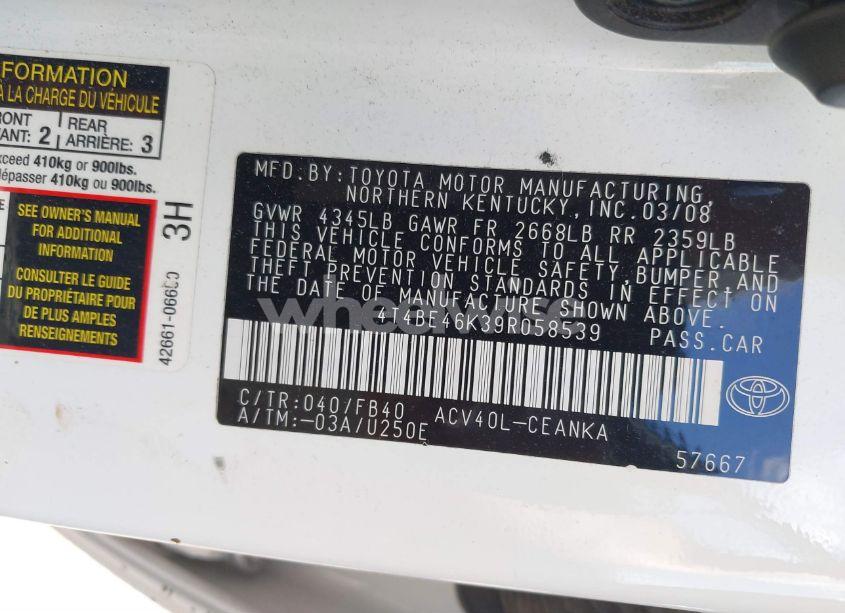 FORMATION
À LA CHARGE DU VÉHICULE
RONT
ANT: 2
REAR
ARRIÈRE: 3
xceed 410kg or 900lbs.
dépasser 410kg ou 900lbs.
SEE OWNER'S MANUAL
FOR ADDITIONAL
INFORMATION
CONSULTER LE GUIDE
DU PROPRIÉTAIRE POUR
DE PLUS AMPLES
RENSEIGNEMENTS
3H
MFD.BY:TOYOTA MOTOR MANUFACTURING,
NORTHERN KENTUCKY,INC.03/08
GVWR 4345LB GAWR FR 2668LB RR 2359LB
THIS VEHICLE CONFORMS TO ALL APPLICABLE
FEDERAL MOTOR VEHICLE SAFETY,BUMPER,AND
THEFT PREVENTION STANDARDS IN EFFECT ON
THE DATE OF MANUFACTURE SHOWN ABOVE.
4T4BE46K39R058539 PASS.CAR
C/TR:040/FB40 ACV40L-CEANKA
A/TM:-03A/U250E
57667